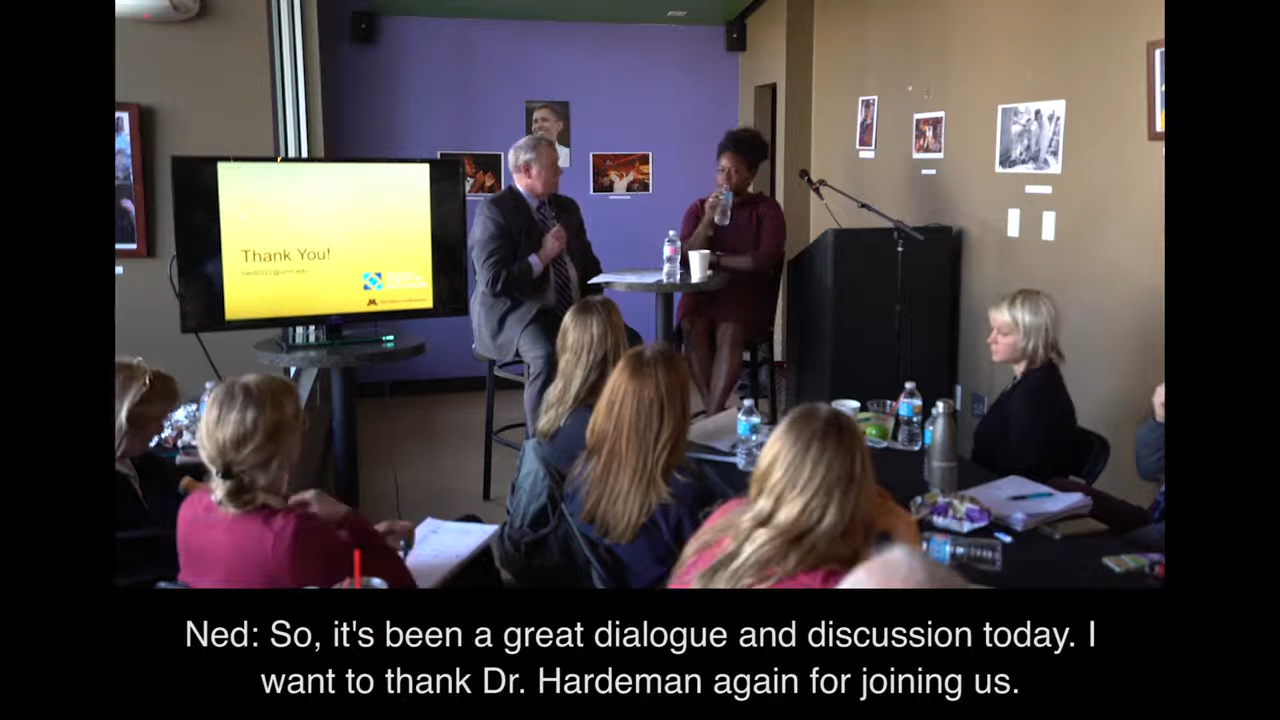 Thank You!
Ned: So, it's been a great dialogue and discussion today. I
want to thank Dr. Hardeman again for joining us.